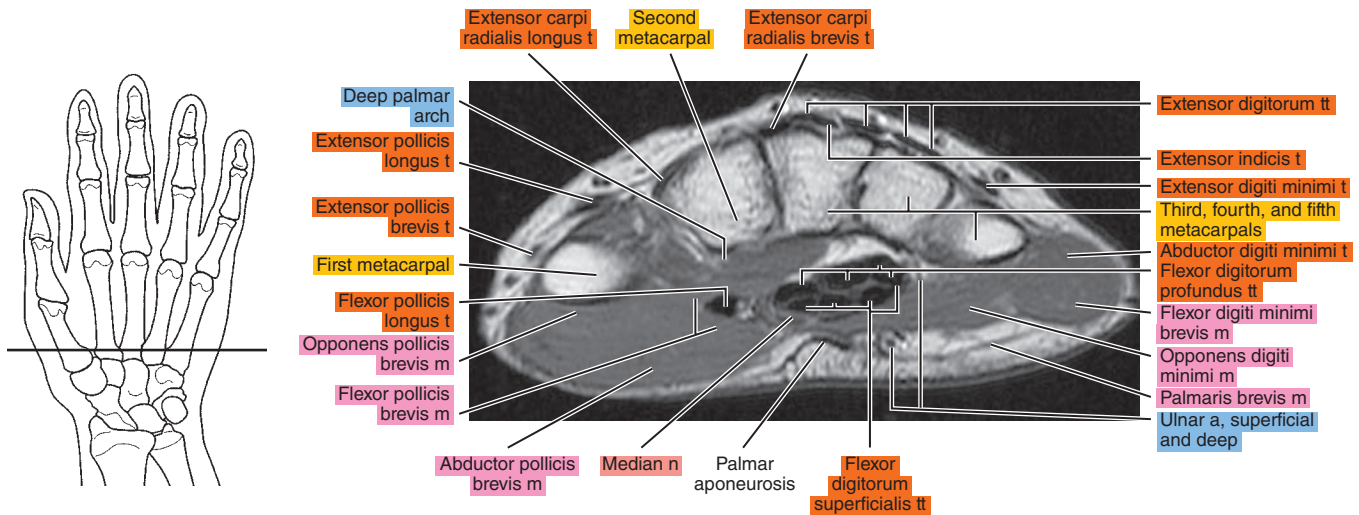 Extensor carpi
radialis longus t
Second
metacarpal
Extensor carpi
radialis brevis t
Deep palmar
arch
Extensor pollicis
longus t
Extensor pollicis
brevis t
First metacarpal
Flexor pollicis
longus t
Opponens pollicis
brevis m
Flexor pollicis
brevis m
Extensor digitorum tt
Extensor indicis t
Extensor digiti minimi t
Third, fourth, and fifth
metacarpals
Abductor digiti minimi t
Flexor digitorum
profundus tt
Flexor digiti minimi
brevis m
Opponens digiti
minimi m
Palmaris brevis m
Ulnar a, superficial
and deep
Abductor pollicis
brevis m
Median n
Palmar
aponeurosis
Flexor
digitorum
superficialis tt